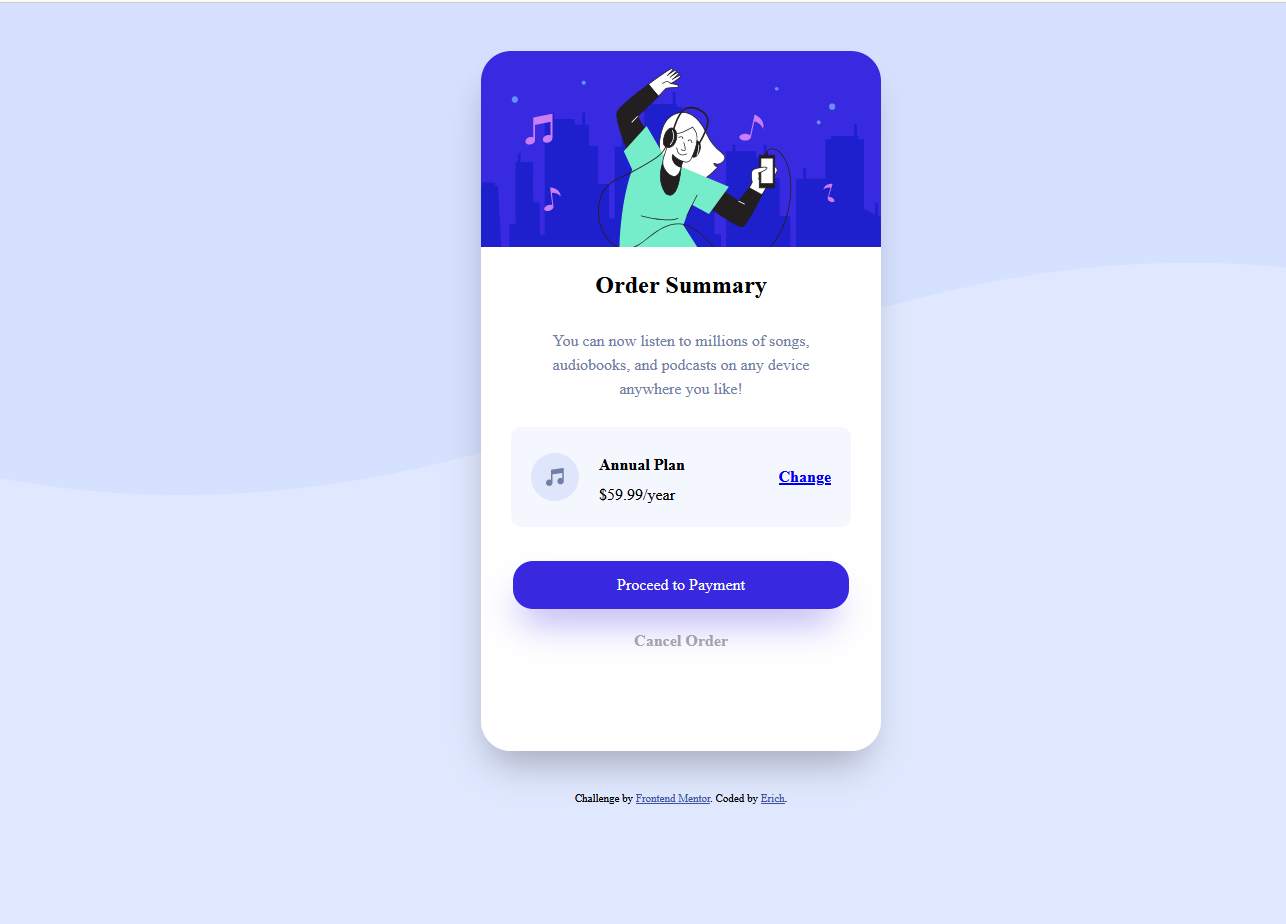 Order Summary
You can now listen to millions of songs,
audiobooks, and podcasts on any device
anywhere you like!
Annual Plan
$59.99/year
Change
Proceed to Payment
Cancel Order
Challenge by Frontend Mentor. Coded by Erich.